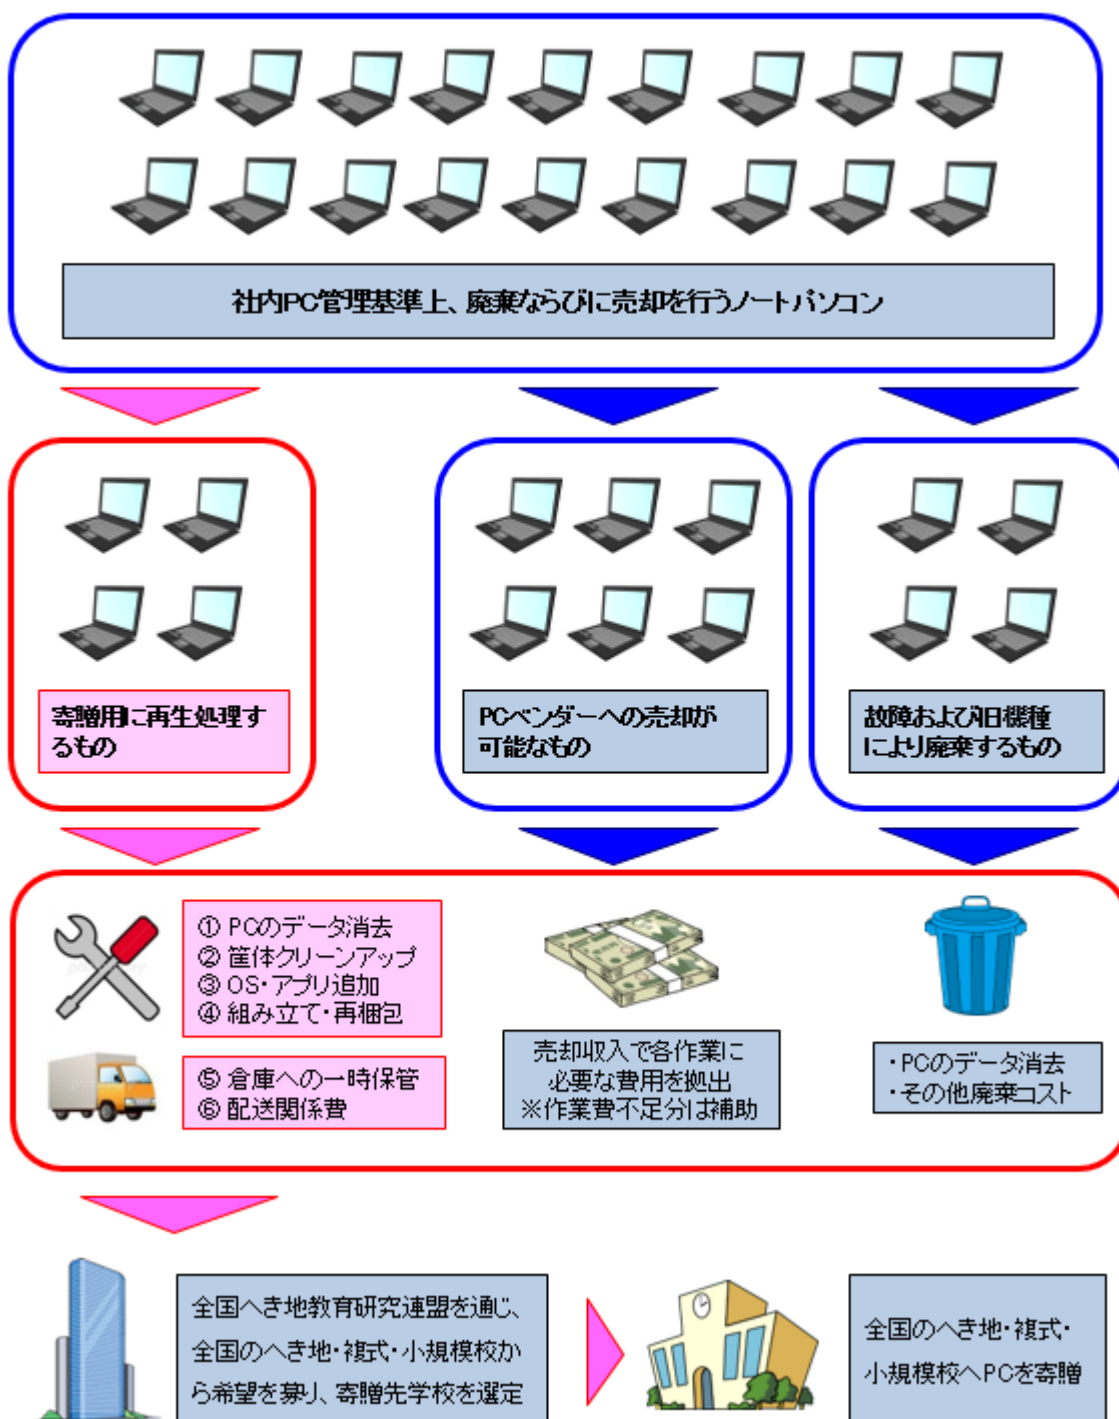 社内PC管理基準上、廃棄ならびに売却を行うノートパソコン
寄贈用に再生処理す
るもの
PCベンダーへの売却が
可能なもの
故障および旧機種
により廃棄するもの
① PCのデータ消去
② 筐体クリーンアップ
③ OS・アプリ追加
④ 組み立て・再梱包
⑤ 倉庫への一時保管
⑥ 配送関係費
売却収入で各作業に
必要な費用を拠出
※作業費不足分は補助
・PCのデータ消去
・その他廃棄コスト
全国へき地教育研究連盟を通じ、
全国のへき地・複式・小規模校か
ら希望を募り、寄贈先学校を選定
全国のへき地・複式・
小規模校へPCを寄贈